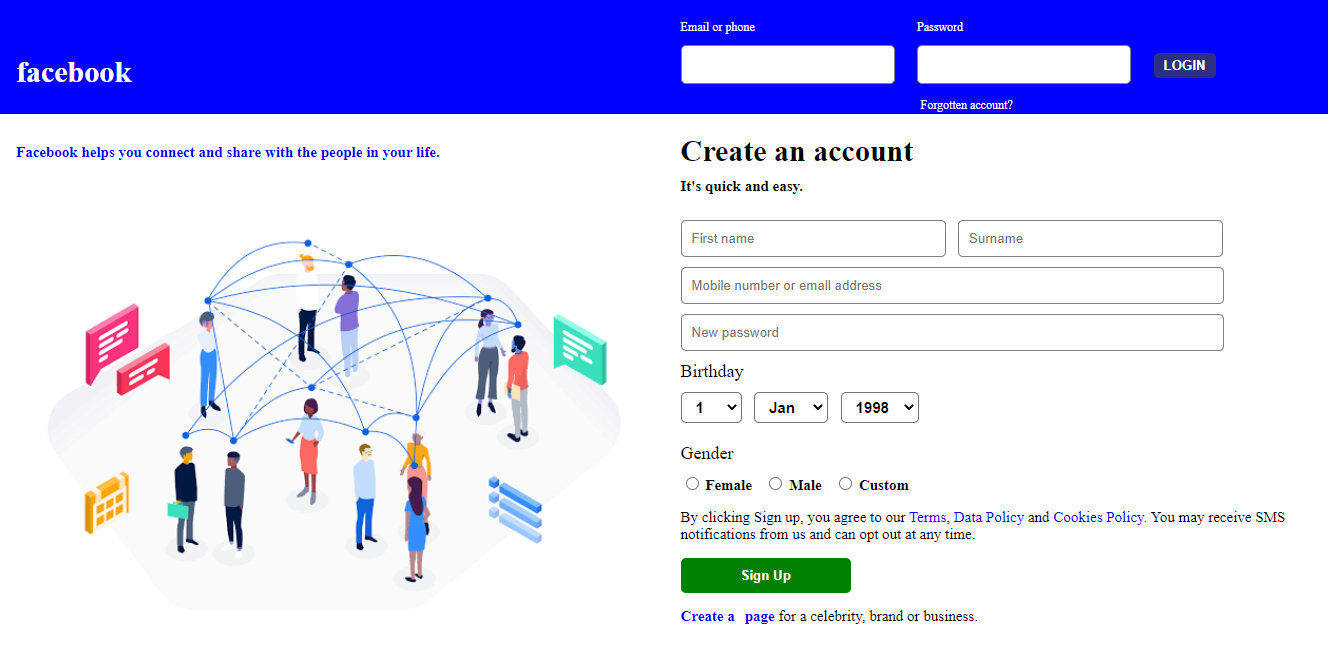 Email or phone
Password
facebook
LOGIN
Forgotten account?
Facebook helps you connect and share with the people in your life.
Create an account
It's quick and easy.
First name
Surname
Mobile number or email address
New password
Birthday
1
Jan
1998
Gender
Female
Male
Custom
By clicking Sign up, you agree to our Terms, Data Policy and Cookies Policy. You may receive SMS
notifications from us and can opt out at any time.
Sign Up
Create a page for a celebrity, brand or business.